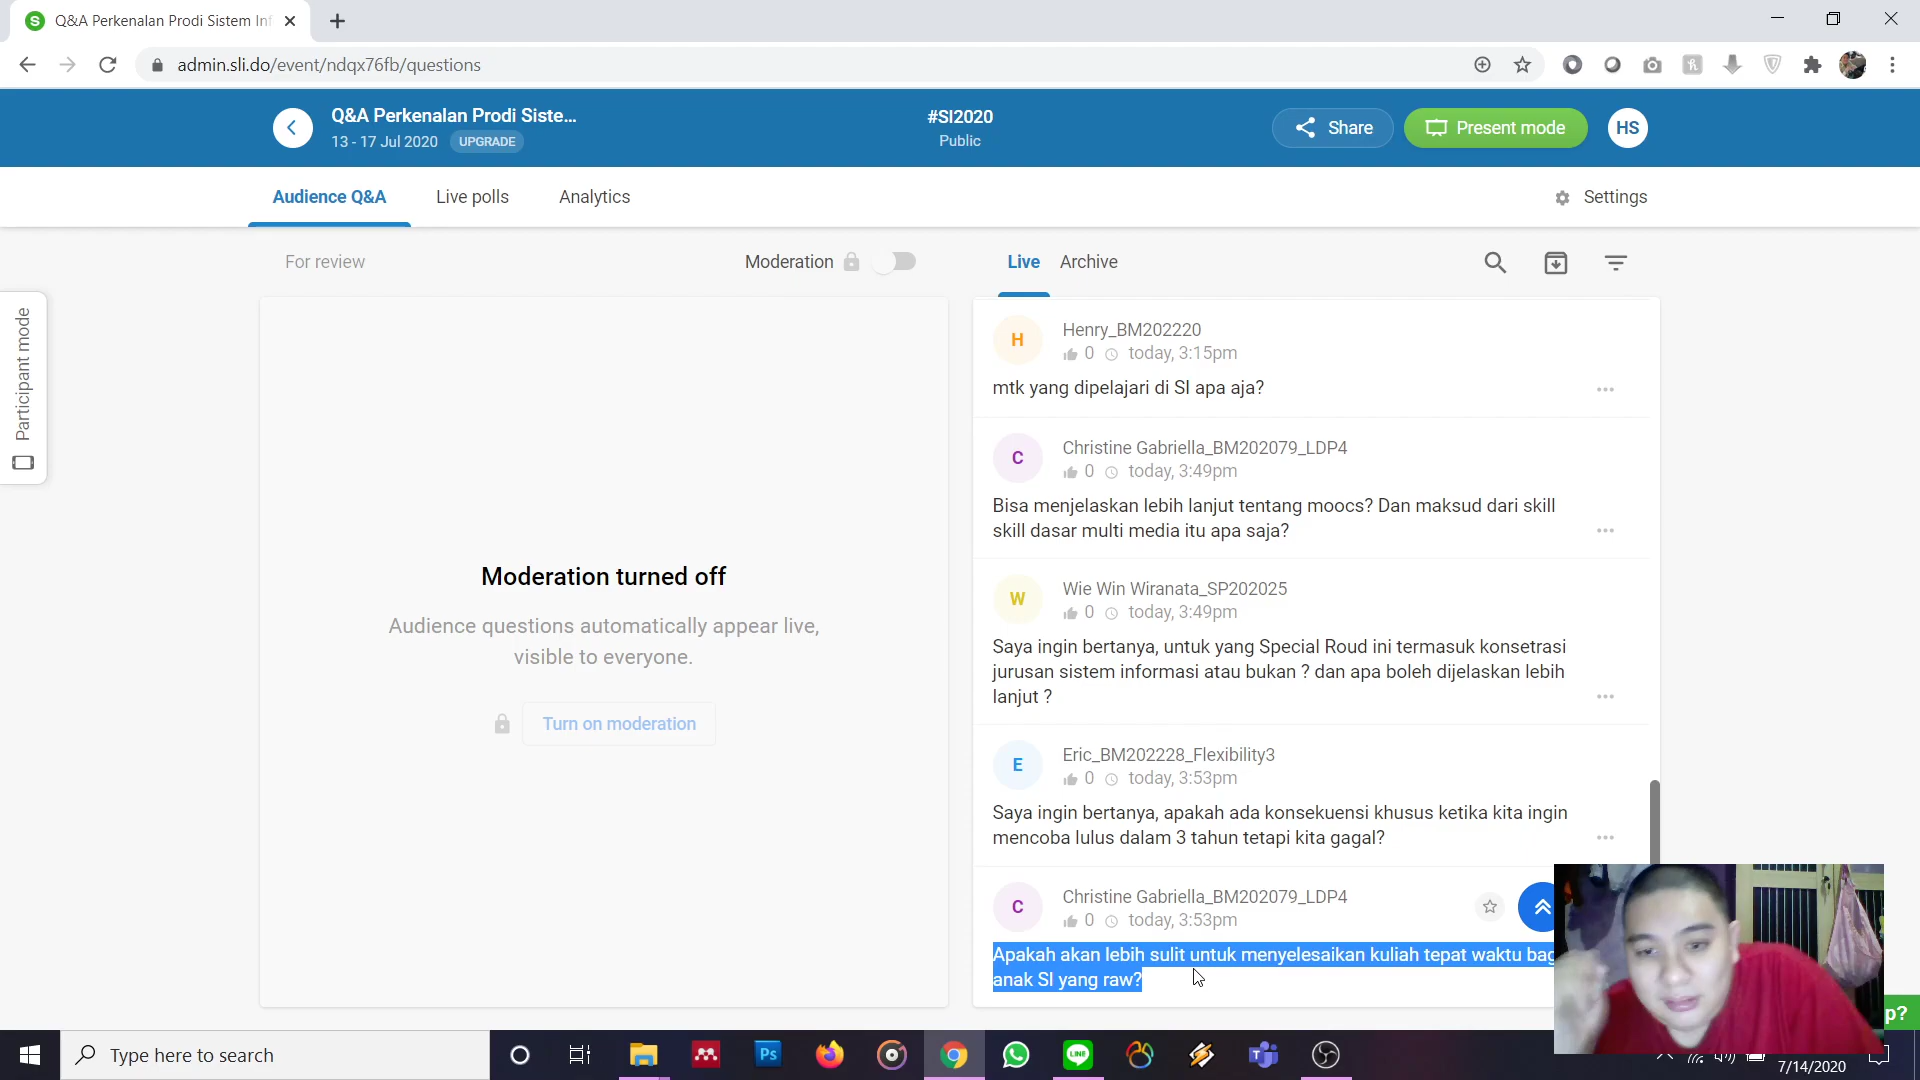 Q&A Perkenalan Prodi Sistem Inf
admin.sli.do/event/ndqx76fb/questions
Q&A Perkenalan Prodi Siste...
13 - 17 Jul 2020 UPGRADE
#SI2020
Public
Share
Present mode
HS
Audience Q&A
Live polls
Analytics
Settings
For review
Moderation
Live
Archive
Participant mode
Moderation turned off
Audience questions automatically appear live,
visible to everyone.
Turn on moderation
H
Henry_BM202220
0 today, 3:15pm
mtk yang dipelajari di SI apa aja?
C
Christine Gabriella_BM202079_LDP4
0 today, 3:49pm
Bisa menjelaskan lebih lanjut tentang moocs? Dan maksud dari skill
skill dasar multi media itu apa saja?
W
Wie Win Wiranata_SP202025
0 today, 3:49pm
Saya ingin bertanya, untuk yang Special Roud ini termasuk konsetrasi
jurusan sistem informasi atau bukan ? dan apa boleh dijelaskan lebih
lanjut ?
E
Eric_BM202228_Flexibility3
0 today, 3:53pm
Saya ingin bertanya, apakah ada konsekuensi khusus ketika kita ingin
mencoba lulus dalam 3 tahun tetapi kita gagal?
C
Christine Gabriella_BM202079_LDP4
0 today, 3:53pm
Apakah akan lebih sulit untuk menyelesaikan kuliah tepat waktu bag
anak SI yang raw?
p?
Type here to search
Ps
LINE
7/14/2020